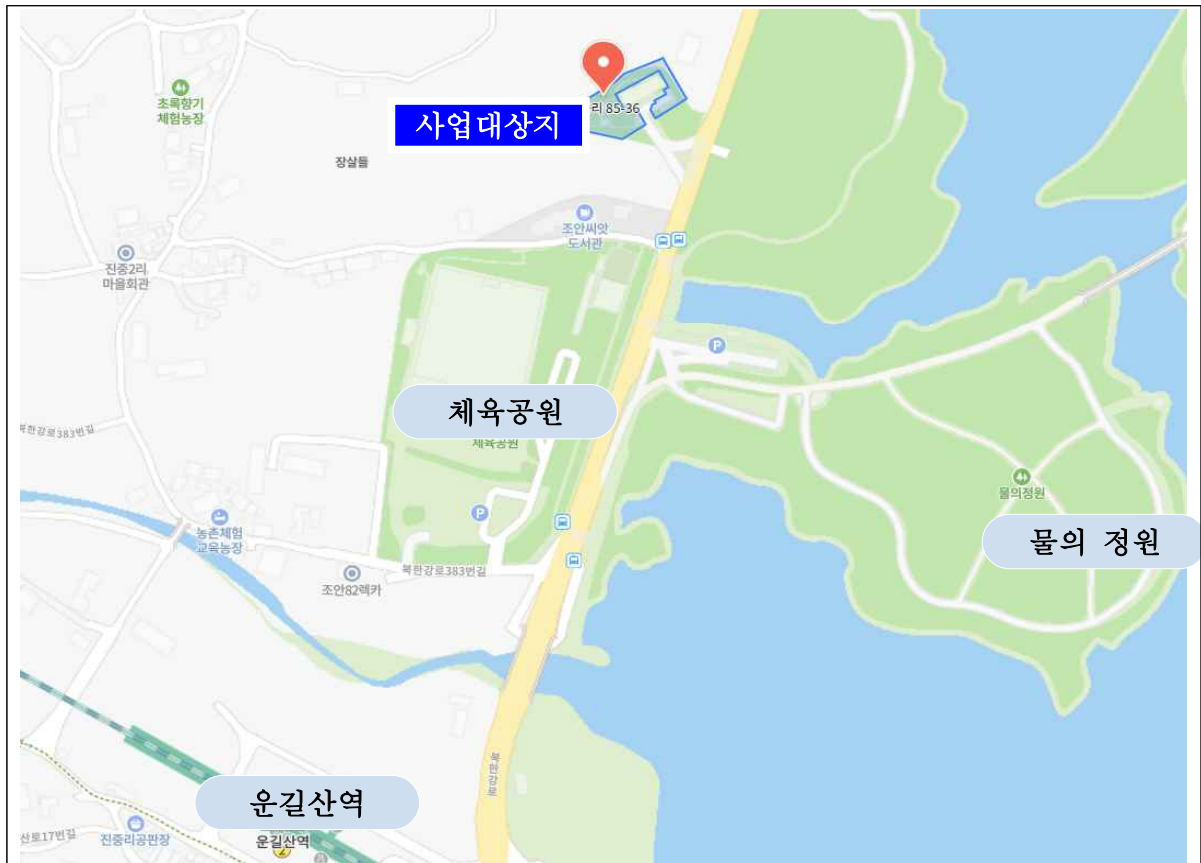 리 85-36
사업대상지
초록향기
체험농장
장살들
조안씨앗
도서관
진중2리
마을회관
P
체육공원
체육공원
북한강로383번길
물의정원
물의 정원
P
농촌체험
교육농장
북한강로383번길
조안82렉카
북한강로
운길산역
진중리공판장
운길산역
산로17번길
2